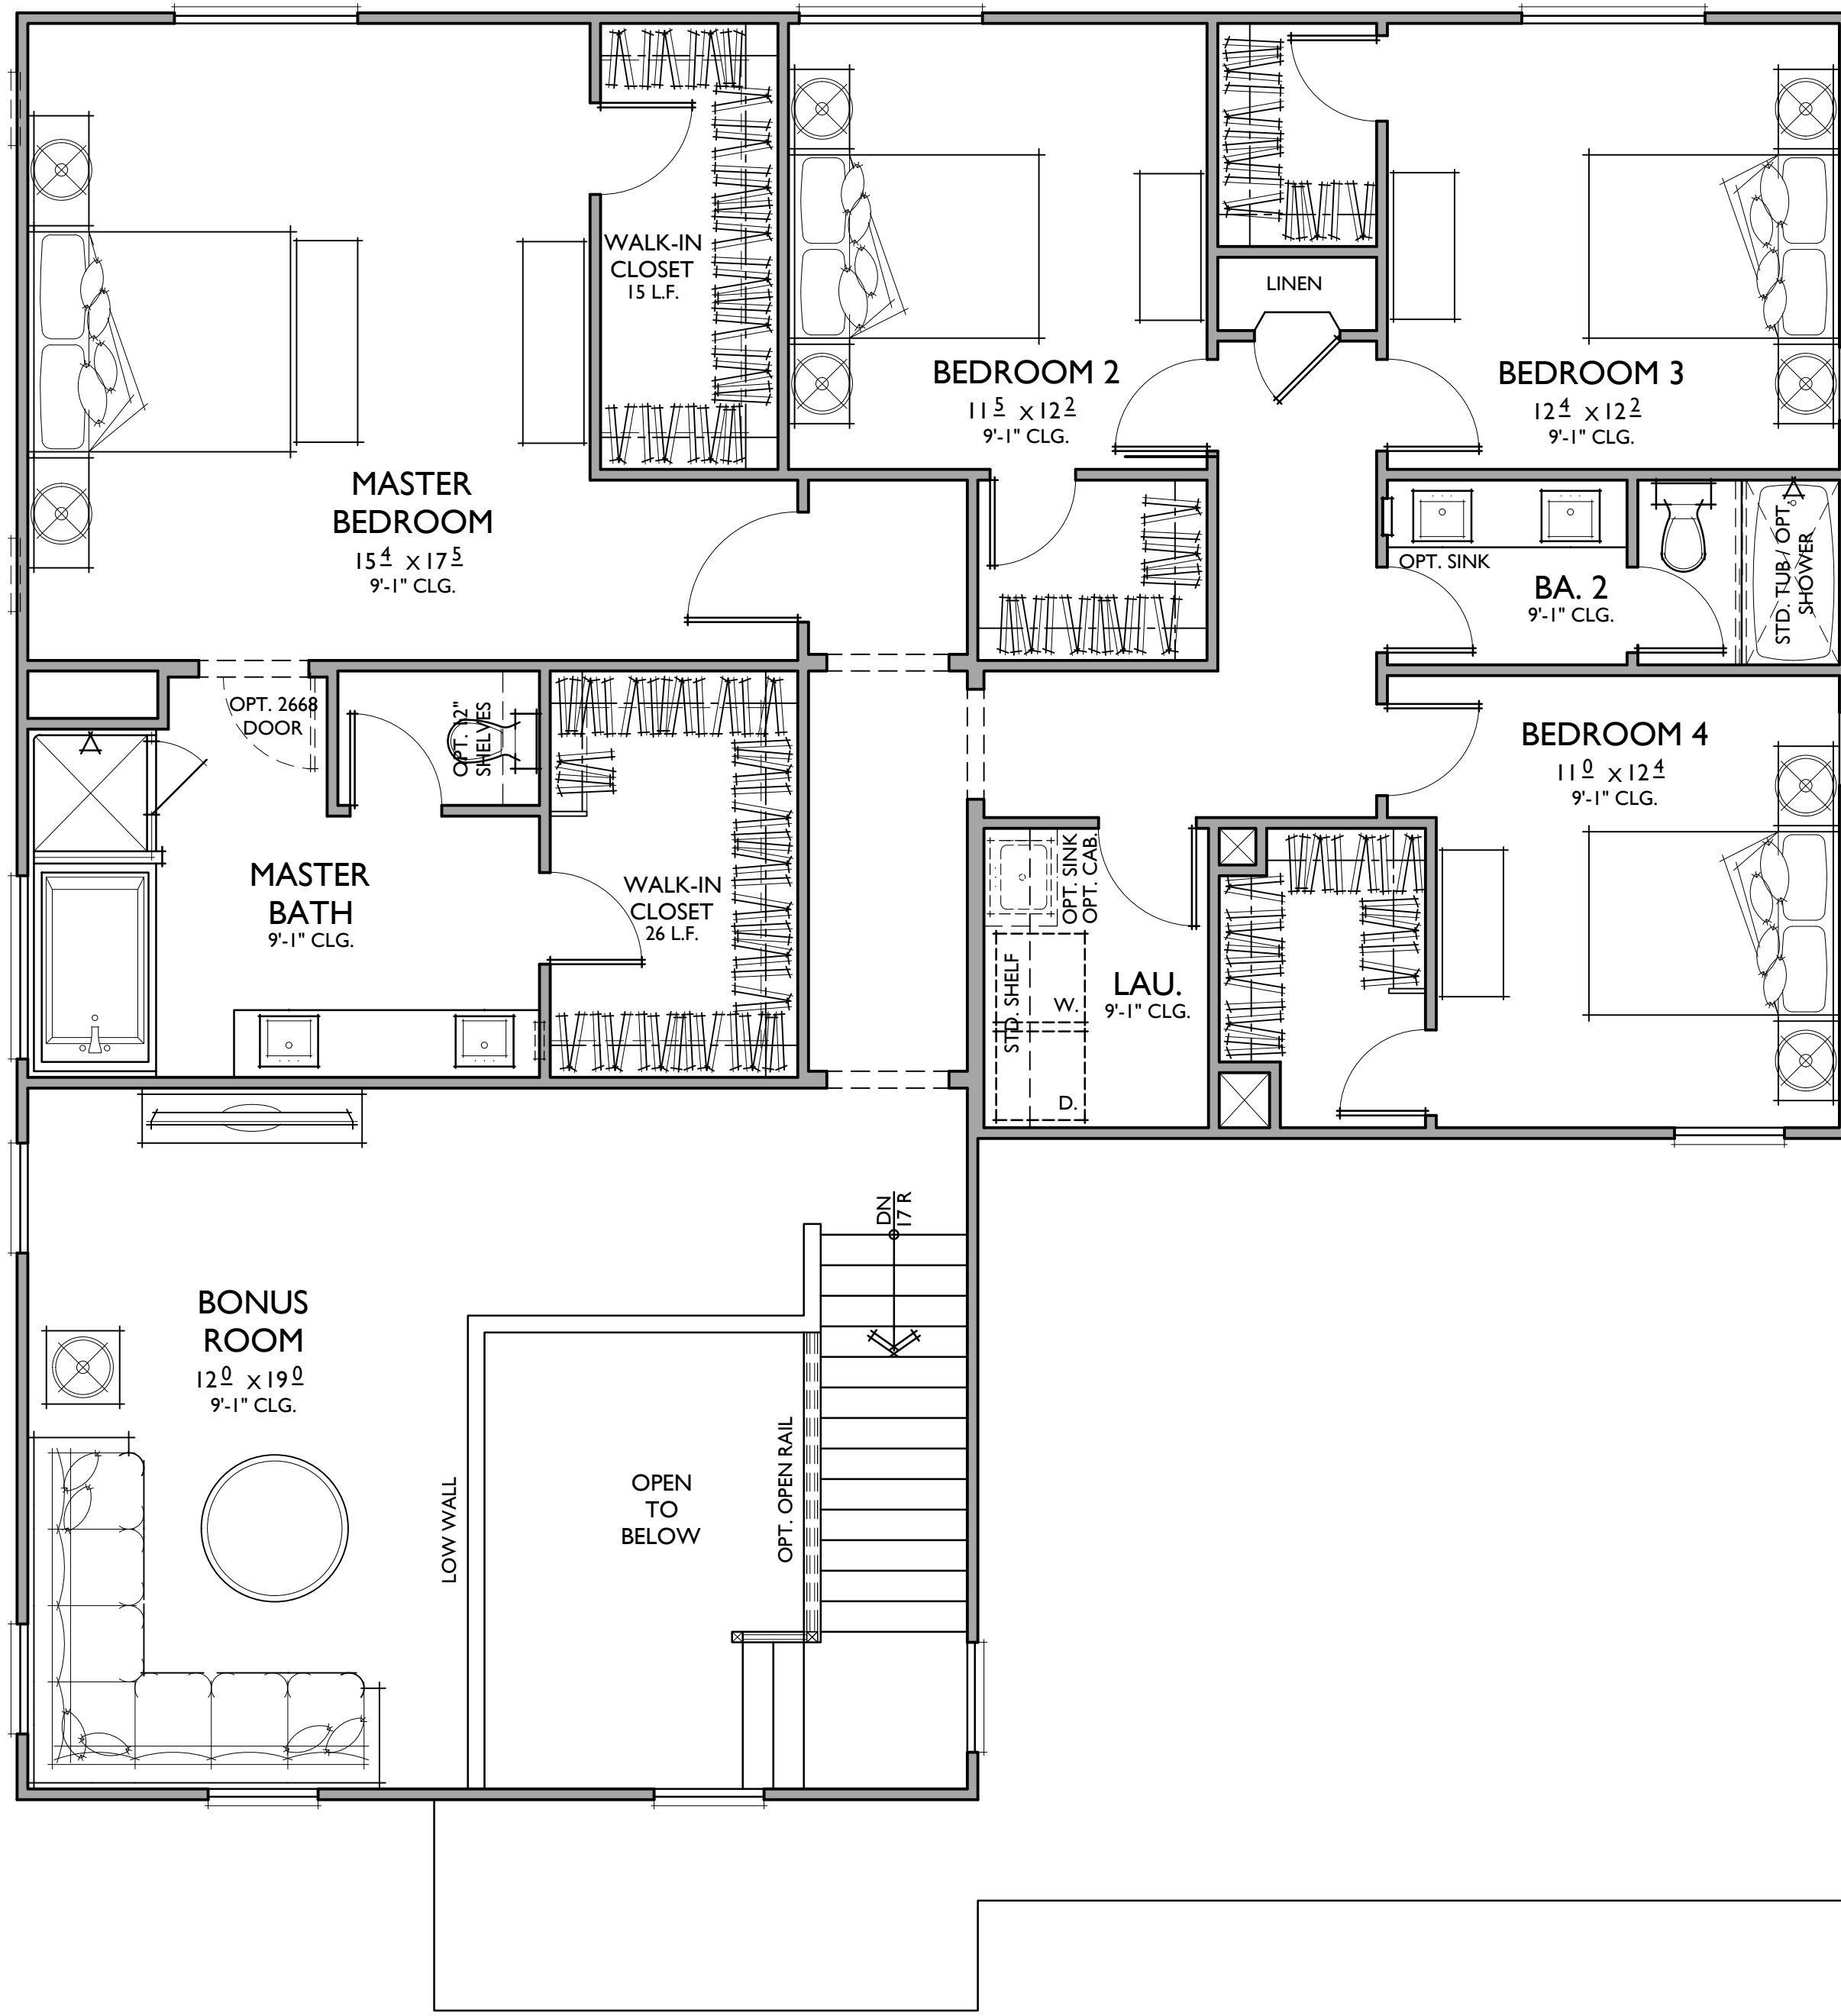 WALK-IN
CLOSET
15 L.F.
LINEN
BEDROOM 2
11 5 X 12 2
9'-1" CLG.
BEDROOM 3
12 4 X 12 2
9'-1" CLG.
MASTER
BEDROOM
15 4 X 17 5
9'-1" CLG.
OPT. SINK
BA. 2
9'-1" CLG.
STD. TUB / OPT.
SHOWER
OPT. 2668
DOOR
OPT. 12"
SHELVES
BEDROOM 4
11 0 X 12 4
9'-1" CLG.
MASTER
BATH
9'-1" CLG.
WALK-IN
CLOSET
26 L.F.
OPT. SINK
OPT. CAB.
STD. SHELF
W.
D.
LAU.
9'-1" CLG.
DN
17 R
BONUS
ROOM
12 0 X 19 0
9'-1" CLG.
LOW WALL
OPEN
TO
BELOW
OPT. OPEN RAIL